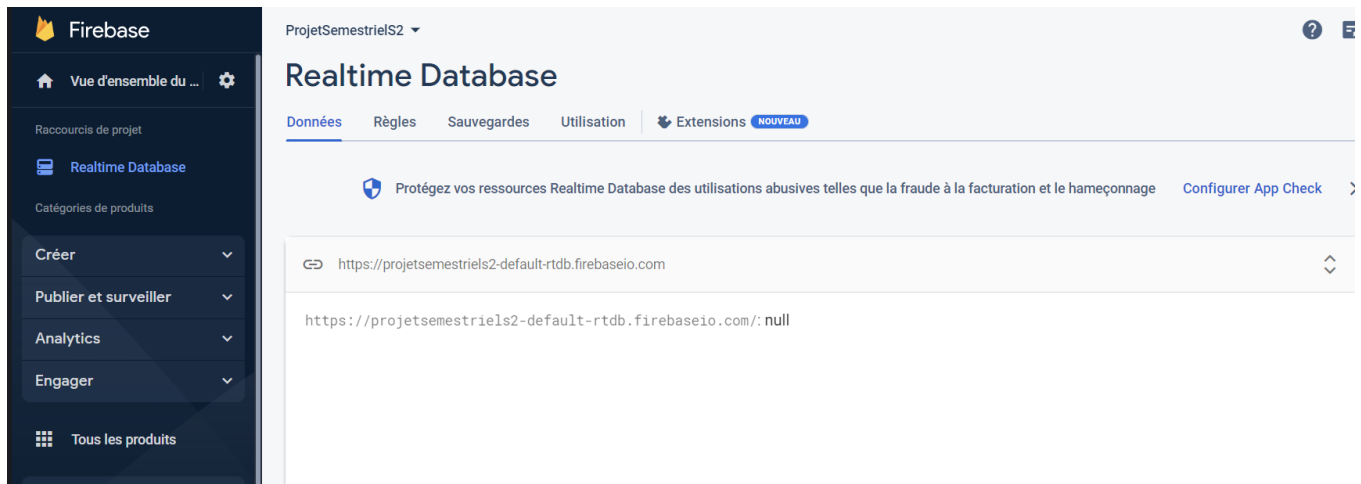 Firebase
Vue d'ensemble du ...
Raccourcis de projet
Realtime Database
Catégories de produits
Créer
Publier et surveiller
Analytics
Engager
Tous les produits
ProjetSemestrielS2
Realtime Database
Données Règles Sauvegardes Utilisation Extensions NOUVEAU
Protégez vos ressources Realtime Database des utilisations abusives telles que la fraude à la facturation et le hameçonnage Configurer App Check
https://projetsemestriels2-default-rtdb.firebaseio.com
https://projetsemestriels2-default-rtdb.firebaseio.com/: null